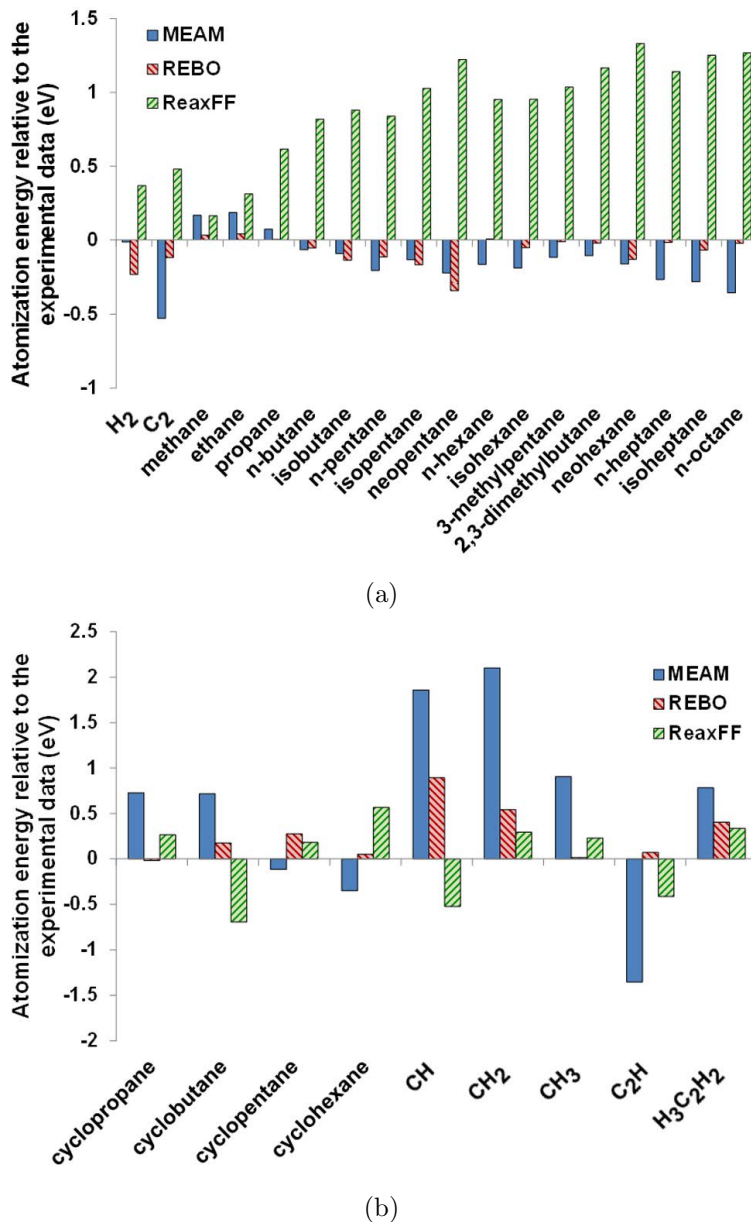 Atomization energy relative to the
experimental data (eV)
1.5
1
0.5
0
-0.5
-1
MEAM
REBO
ReaxFF
H2
C2
methane
ethane
propane
n-butane
isobutane
n-pentane
isopentane
neopentane
n-hexane
isohexane
3-methylpentane
2,3-dimethylbutane
neohexane
n-heptane
isoheptane
n-octane
(a)
Atomization energy relative to the
experimental data (eV)
2.5
2
1.5
1
0.5
0
-0.5
-1
-1.5
-2
MEAM
REBO
ReaxFF
cyclopropane
cyclobutane
cyclopentane
cyclohexane
CH
CH2
CH3
C2H
H3C2H2
(b)